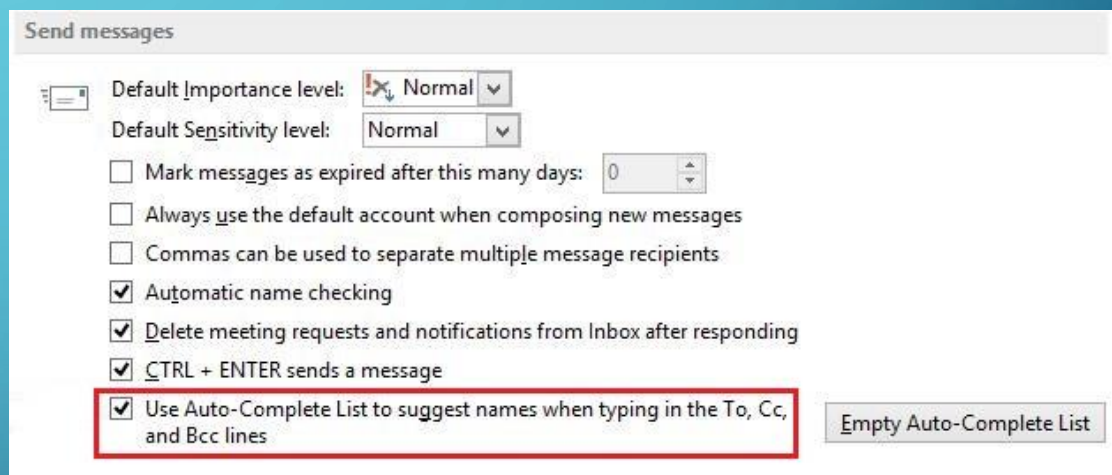 Send messages
Default Importance level: Normal
Default Sensitivity level: Normal
Mark messages as expired after this many days: 0
Always use the default account when composing new messages
Commas can be used to separate multiple message recipients
Automatic name checking
Delete meeting requests and notifications from Inbox after responding
CTRL + ENTER sends a message
Use Auto-Complete List to suggest names when typing in the To, Cc,
and Bcc lines
Empty Auto-Complete List